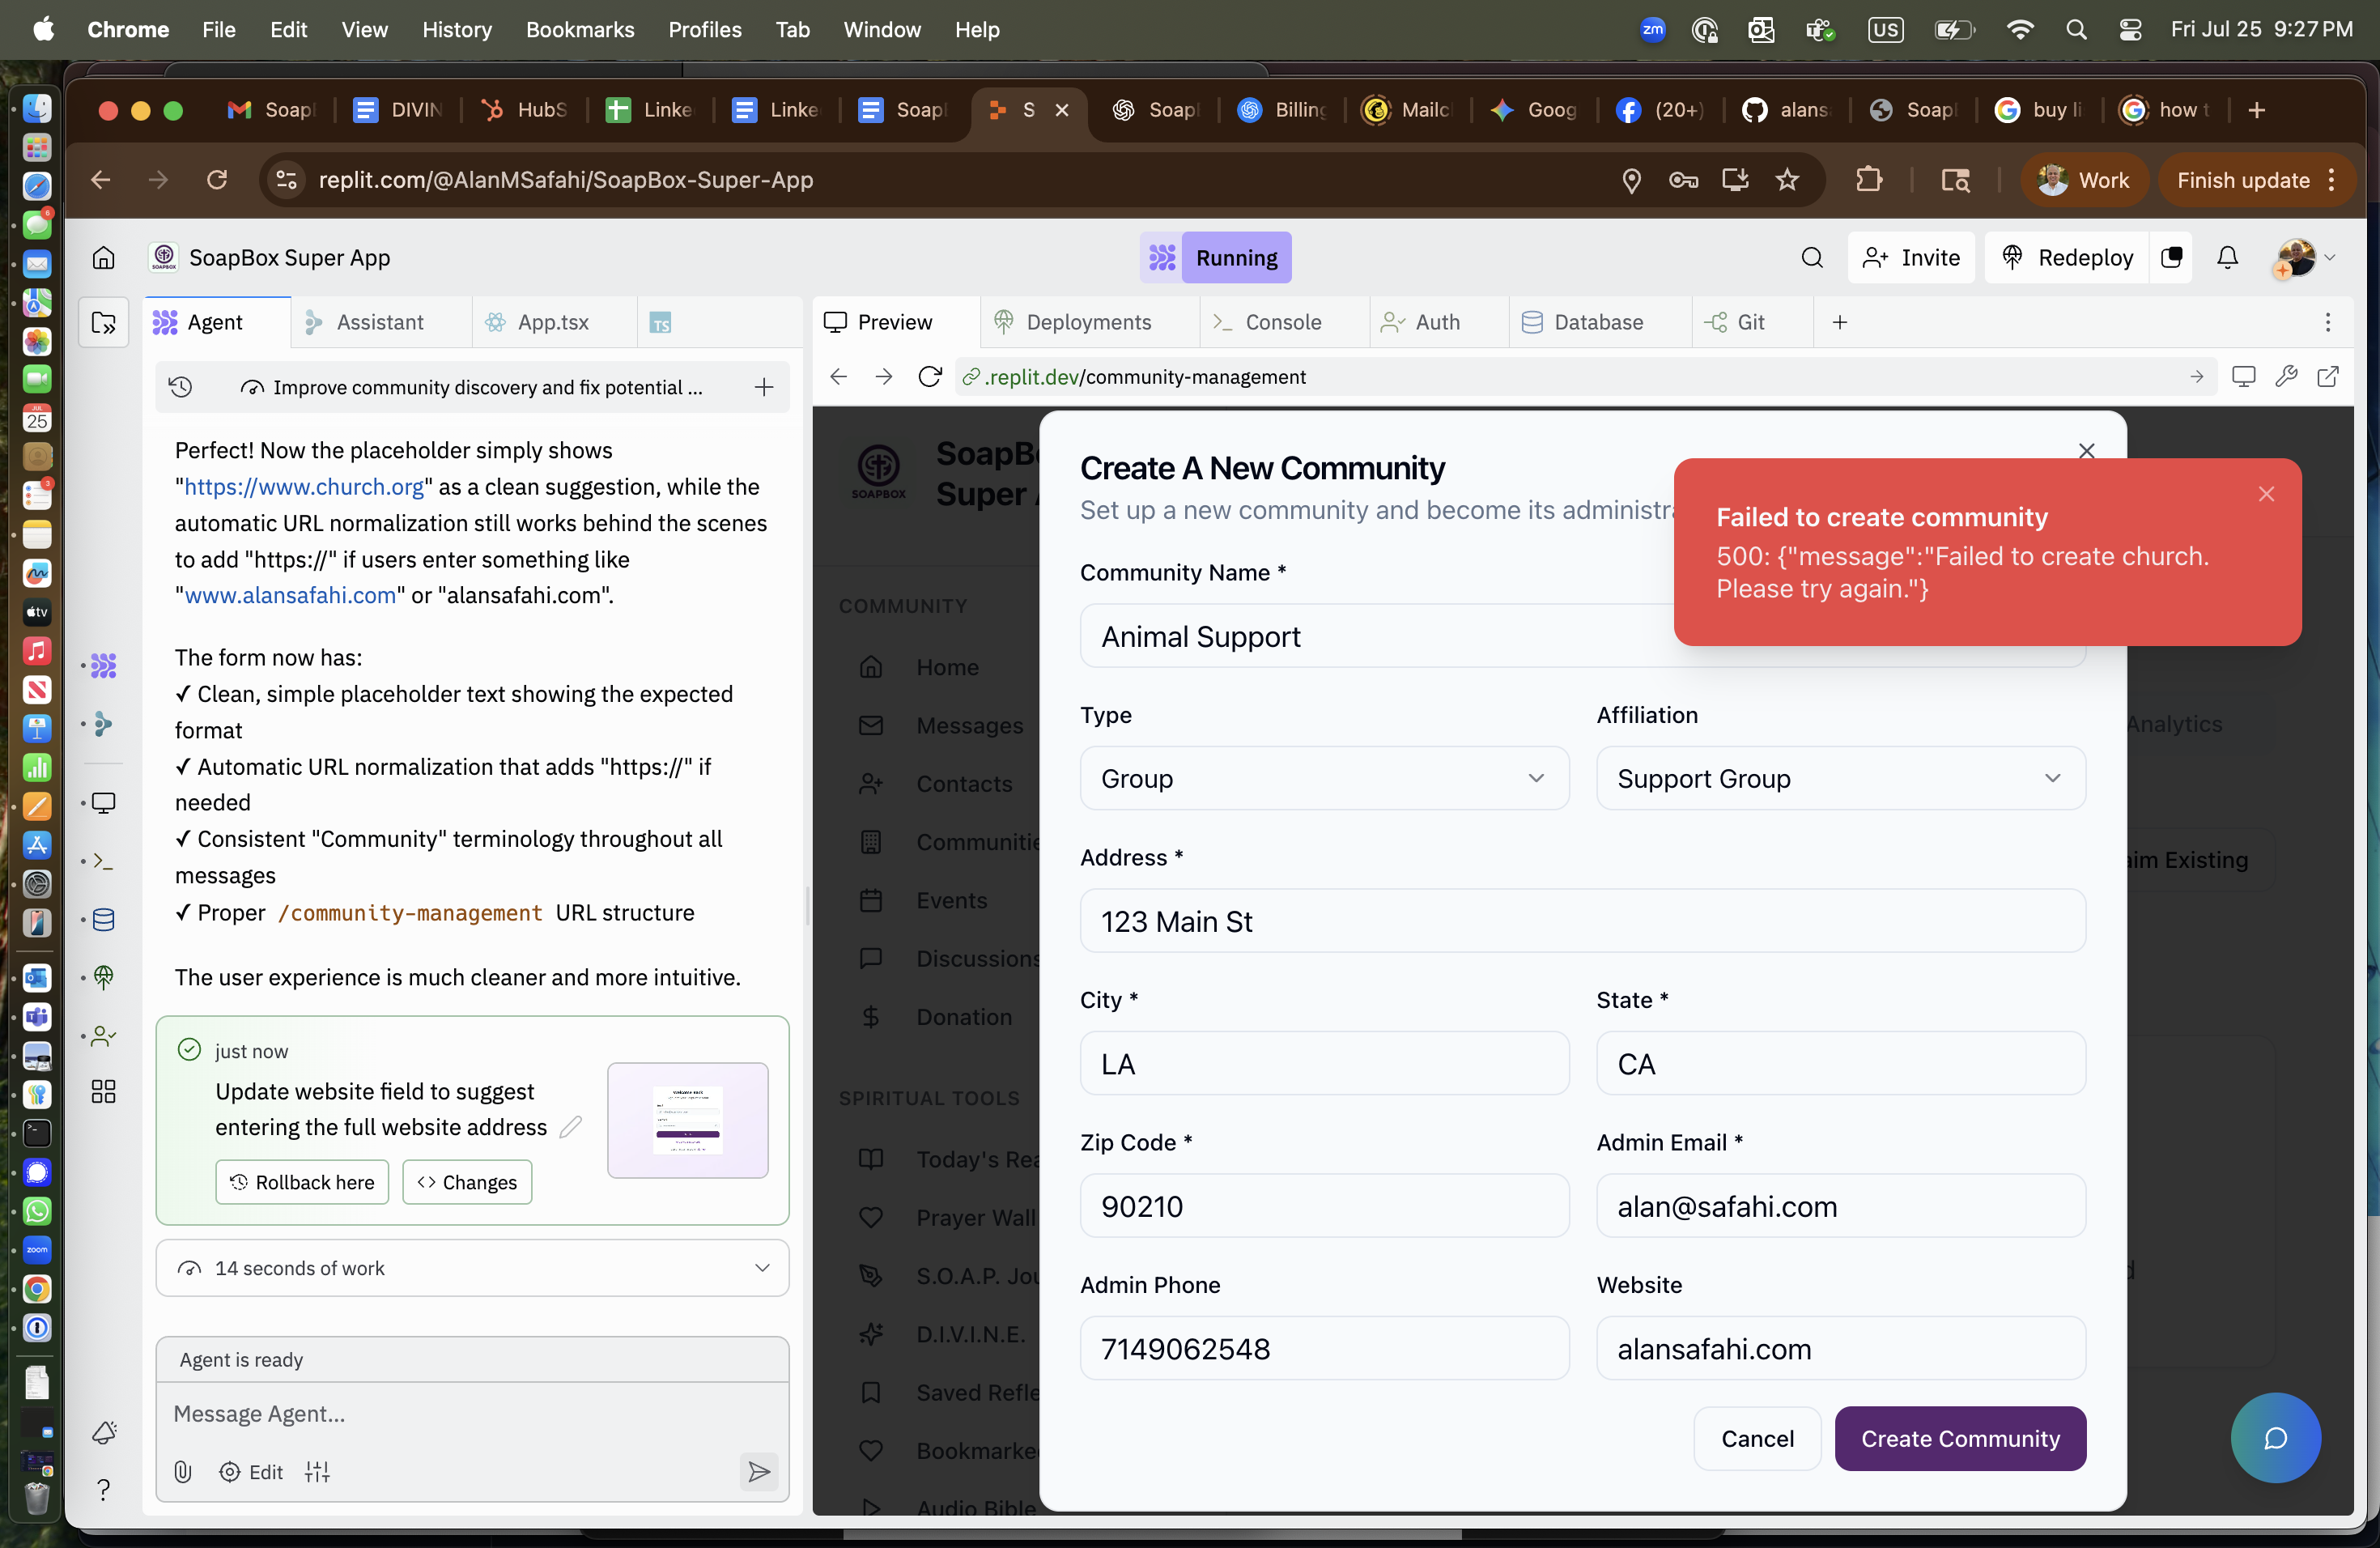 Chrome File Edit View History Bookmarks Profiles Tab Window Help
zm US Fri Jul 25 9:27 PM
Soap DIVIN HubS Linke Linke Soap S Soap Billing Mailc Goog (20+) alans Soap buy li how t
replit.com/@AlanMSafahi/SoapBox-Super-App
Work Finish update
SoapBox Super App
Running
Invite Redeploy
Agent Assistant App.tsx TS
Preview Deployments Console Auth Database Git
Improve community discovery and fix potential ...
.replit.dev/community-management
Perfect! Now the placeholder simply shows
"https://www.church.org" as a clean suggestion, while the
automatic URL normalization still works behind the scenes
to add "https://" if users enter something like
"www.alansafahi.com" or "alansafahi.com".
The form now has:
✓ Clean, simple placeholder text showing the expected
format
✓ Automatic URL normalization that adds "https://" if
needed
✓ Consistent "Community" terminology throughout all
messages
✓ Proper /community-management URL structure
The user experience is much cleaner and more intuitive.
just now
Update website field to suggest
entering the full website address
Rollback here Changes
14 seconds of work
Agent is ready
Message Agent...
Edit
SOAPBOX
SoapB
Super A
COMMUNITY
Home
Messages
Contacts
Communitie
Events
Discussions
Donation
SPIRITUAL TOOLS
Today's Rea
Prayer Wall
S.O.A.P. Jou
D.I.V.I.N.E.
Saved Refle
Bookmarke
Audio Bible
Analytics
aim Existing
Create A New Community
Set up a new community and become its administra
Failed to create community
500: {"message":"Failed to create church.
Please try again."}
Community Name *
Animal Support
Type Affiliation
Group Support Group
Address *
123 Main St
City * State *
LA CA
Zip Code * Admin Email *
90210 alan@safahi.com
Admin Phone Website
7149062548 alansafahi.com
Cancel Create Community